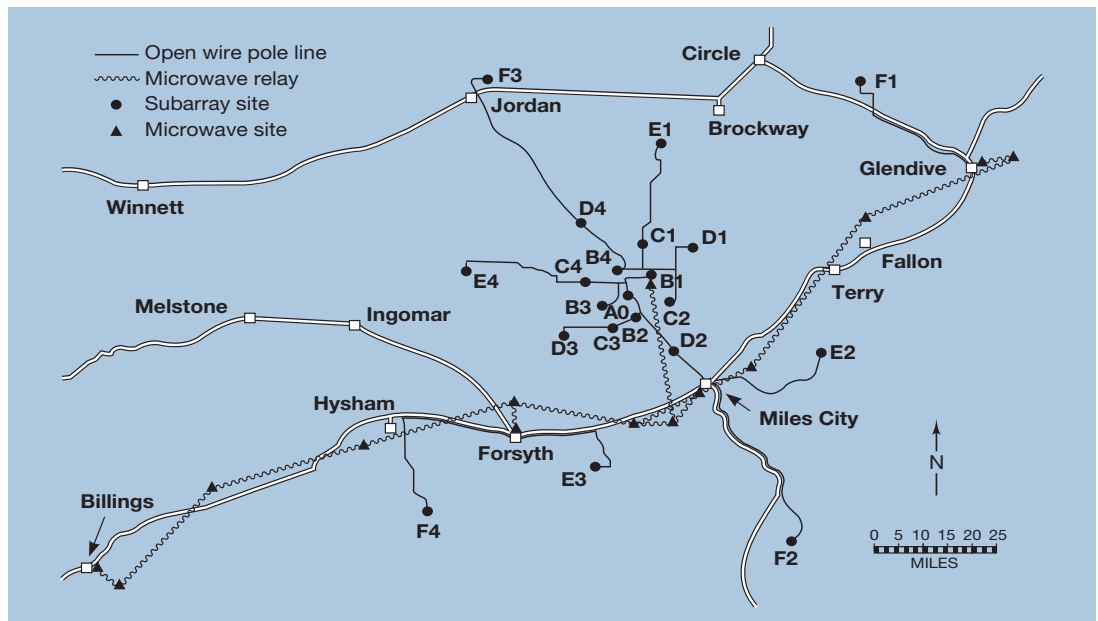 Open wire pole line
Microwave relay
Subarray site
Microwave site
F3
Jordan
Circle
F1
Brockway
E1
Glendive
Winnett
D4
C1
D1
B4
Fallon
C4
B1
E4
Terry
B3
A0
C2
Melstone
Ingomar
B2
D3
C3
D2
E2
Hysham
Miles City
Forsyth
E3
N
Billings
F4
0 5 10 15 20 25
MILES
F2